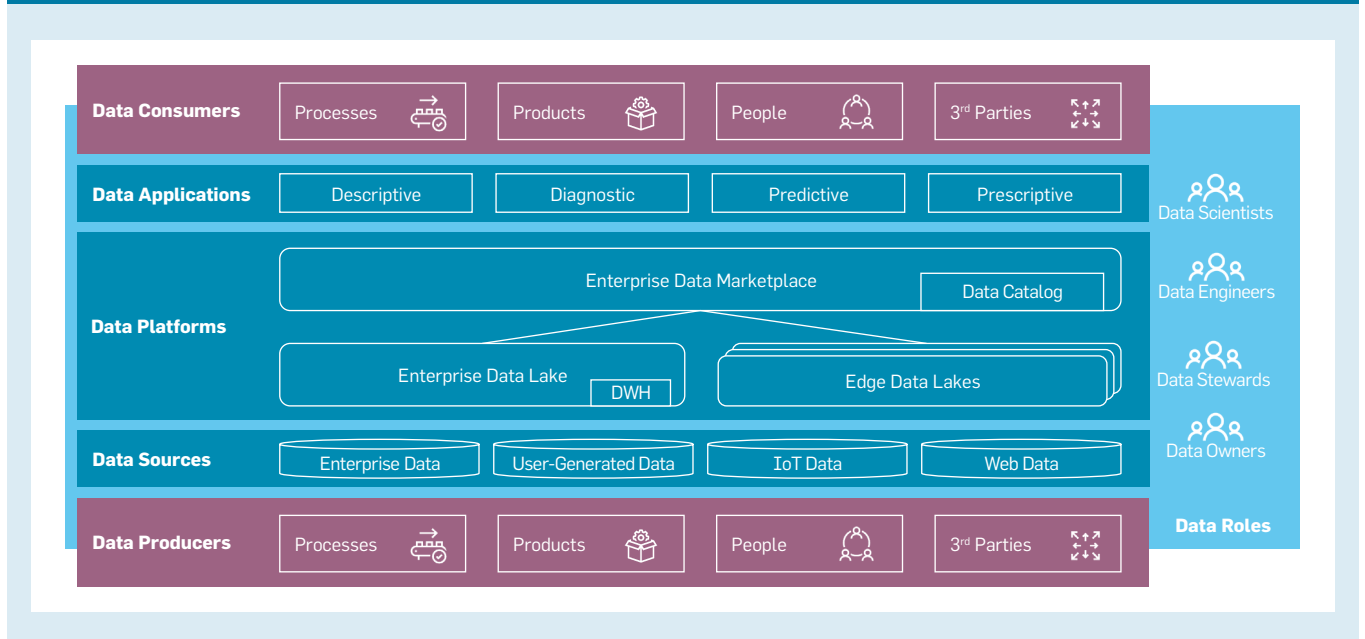 Data Consumers
Processes
Products
People
3rd Parties
Data Applications
Descriptive
Diagnostic
Predictive
Prescriptive
Data Scientists
Data Platforms
Enterprise Data Marketplace
Data Catalog
Data Engineers
Enterprise Data Lake
DWH
Edge Data Lakes
Data Stewards
Data Sources
Enterprise Data
User-Generated Data
IoT Data
Web Data
Data Owners
Data Producers
Processes
Products
People
3rd Parties
Data Roles